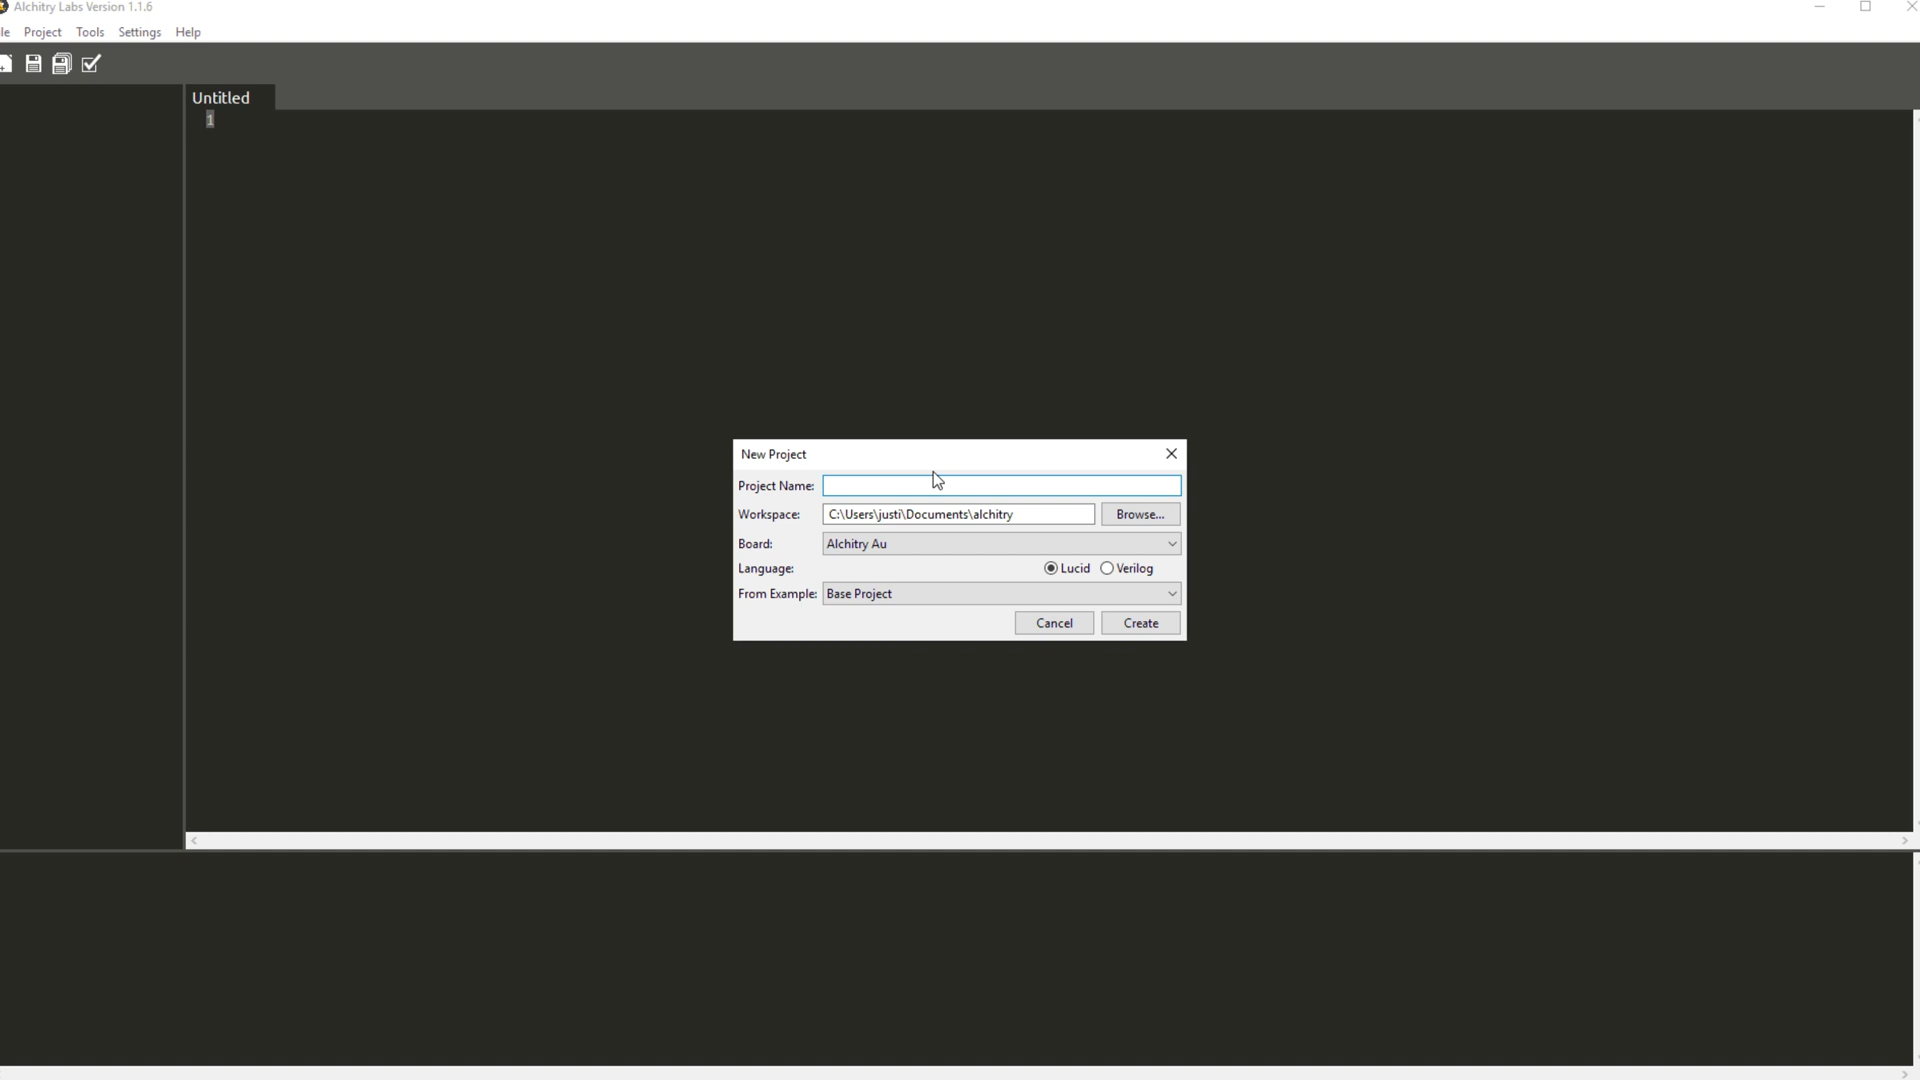 Alchitry Labs Version 1.1.6
le Project Tools Settings Help
Untitled
1
New Project
Project Name:
Workspace: C:\Users\justi\Documents\alchitry Browse...
Board: Alchitry Au
Language: Lucid Verilog
From Example: Base Project
Cancel Create